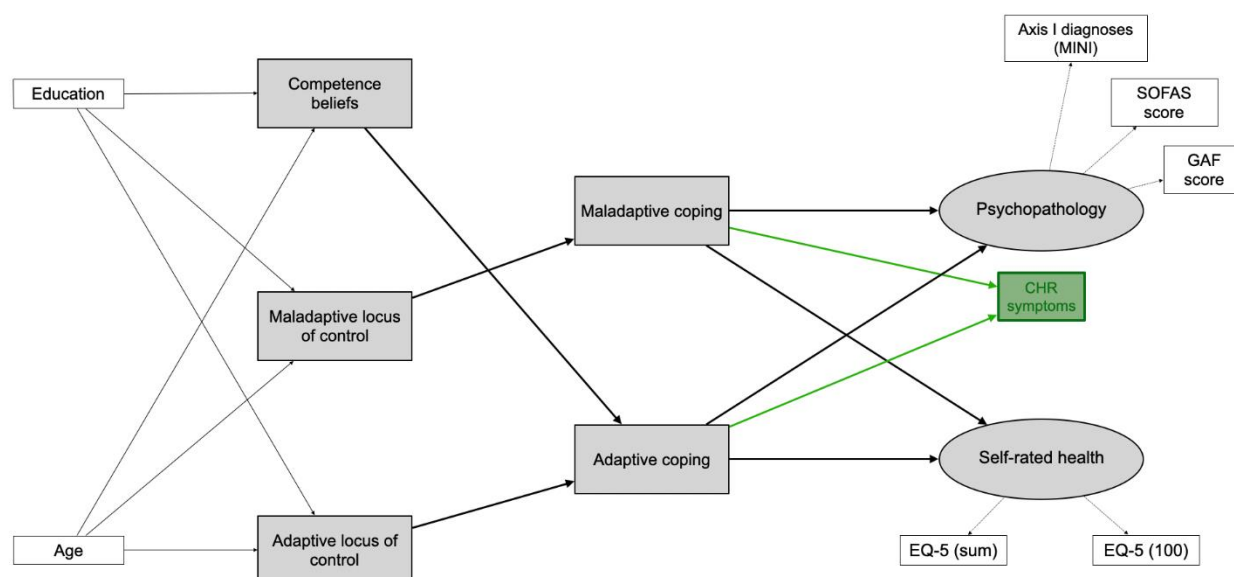 Axis I diagnoses
(MINI)
Education
Competence
beliefs
SOFAS
score
GAF
score
Maladaptive coping
Psychopathology
CHR
symptoms
Maladaptive locus
of control
Adaptive coping
Self-rated health
Age
Adaptive locus of
control
EQ-5 (sum)
EQ-5 (100)